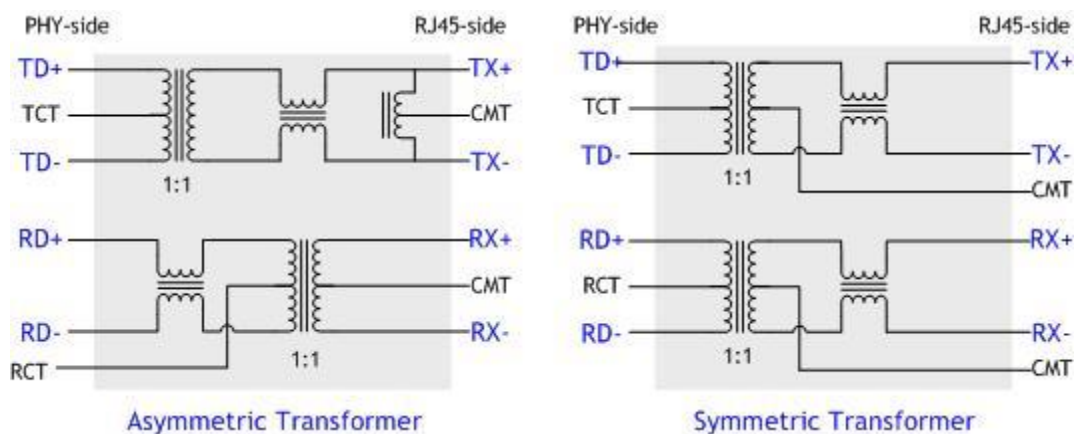 PHY-side
RJ45-side
TD+
TX+
TCT
CMT
TD-
TX-
1:1
RD+
RX+
CMT
RD-
RX-
RCT
1:1
Asymmetric Transformer
PHY-side
RJ45-side
TD+
TX+
TCT
TD-
TX-
1:1
CMT
RD+
RX+
RCT
RD-
RX-
1:1
CMT
Symmetric Transformer